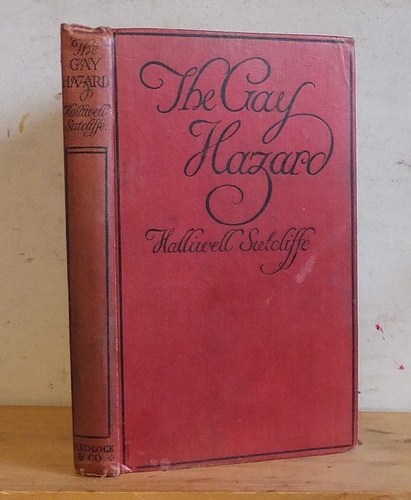 The
GAY
HAZARD
Halliwell
Sutcliffe.
WARD LOCK
& CO
The Gay
Hazard
Halliwell Sutcliffe